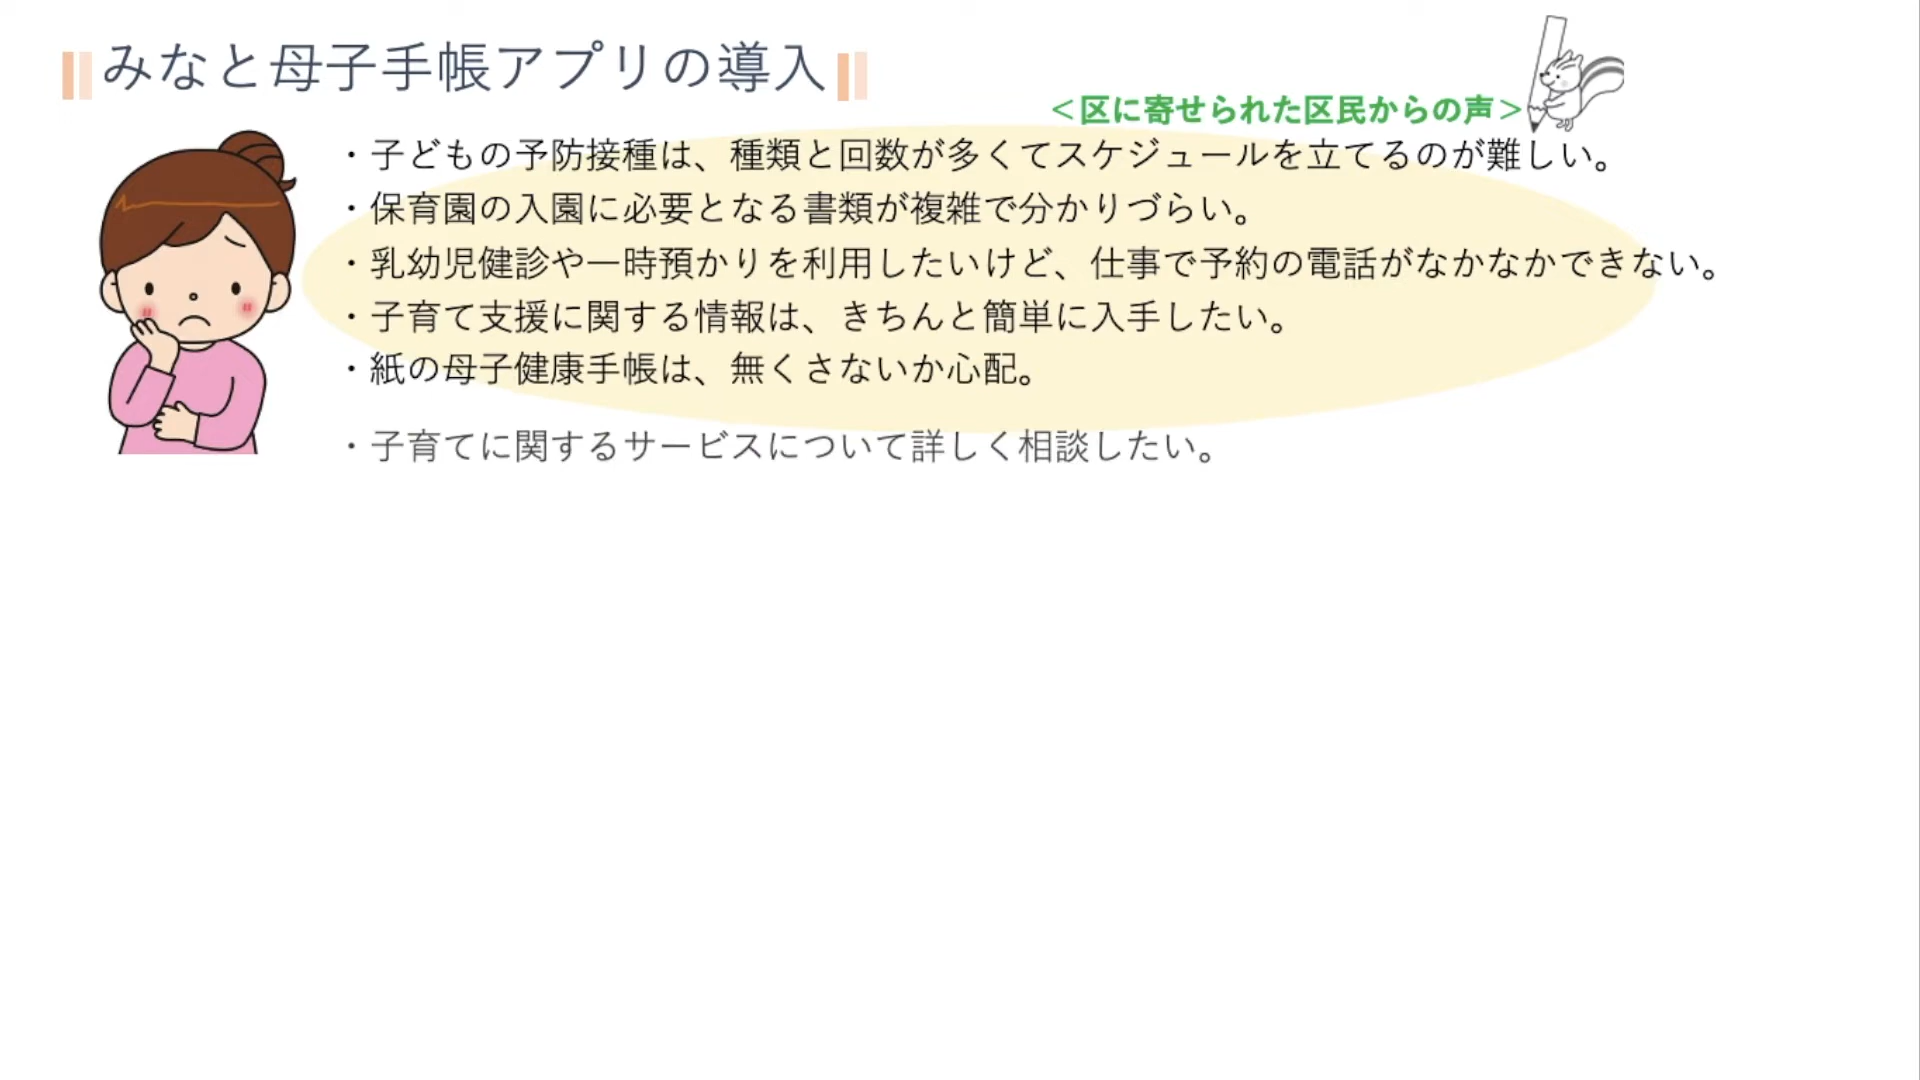 みなと母子手帳アプリの導入
＜区に寄せられた区民からの声＞
・子どもの予防接種は、種類と回数が多くてスケジュールを立てるのが難しい。
・保育園の入園に必要となる書類が複雑で分かりづらい。
・乳幼児健診や一時預かりを利用したいけど、仕事で予約の電話がなかなかできない。
・子育て支援に関する情報は、きちんと簡単に入手したい。
・紙の母子健康手帳は、無くさないか心配。
・子育てに関するサービスについて詳しく相談したい。